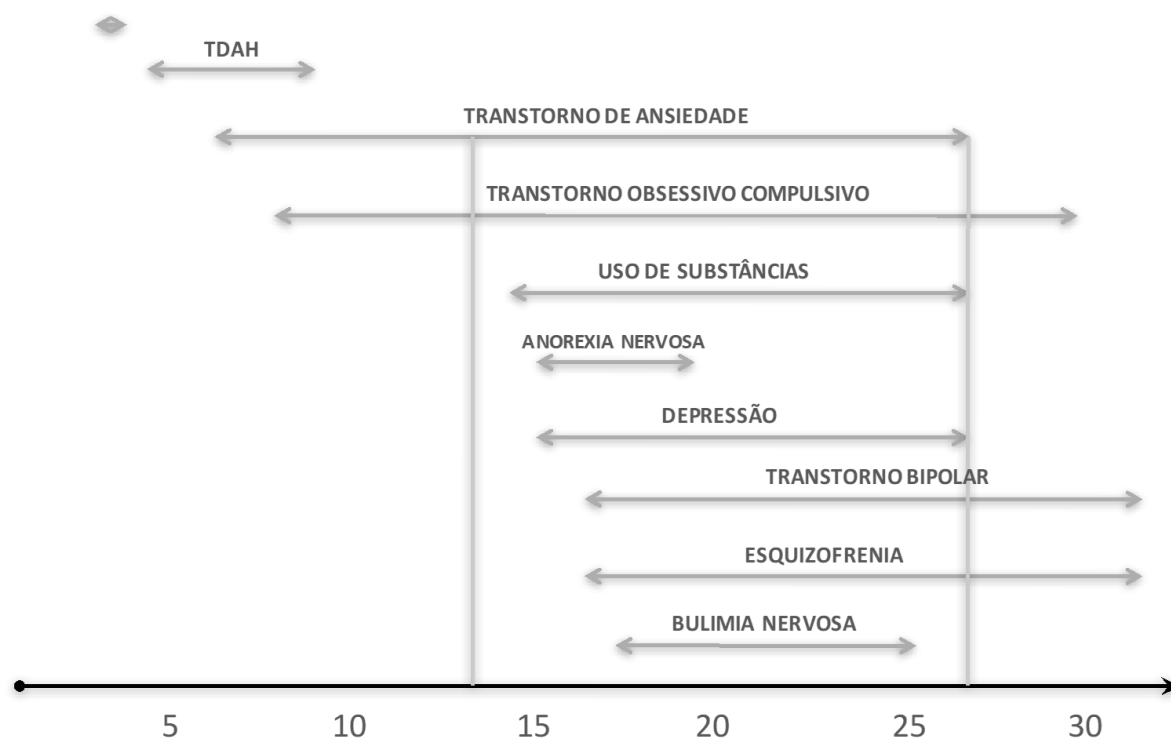 TDAH
TRANSTORNO DE ANSIEDADE
TRANSTORNO OBSESSIVO COMPULSIVO
USO DE SUBSTÂNCIAS
ANOREXIA NERVOSA
DEPRESSÃO
TRANSTORNO BIPOLAR
ESQUIZOFRENIA
BULIMIA NERVOSA
5 10 15 20 25 30